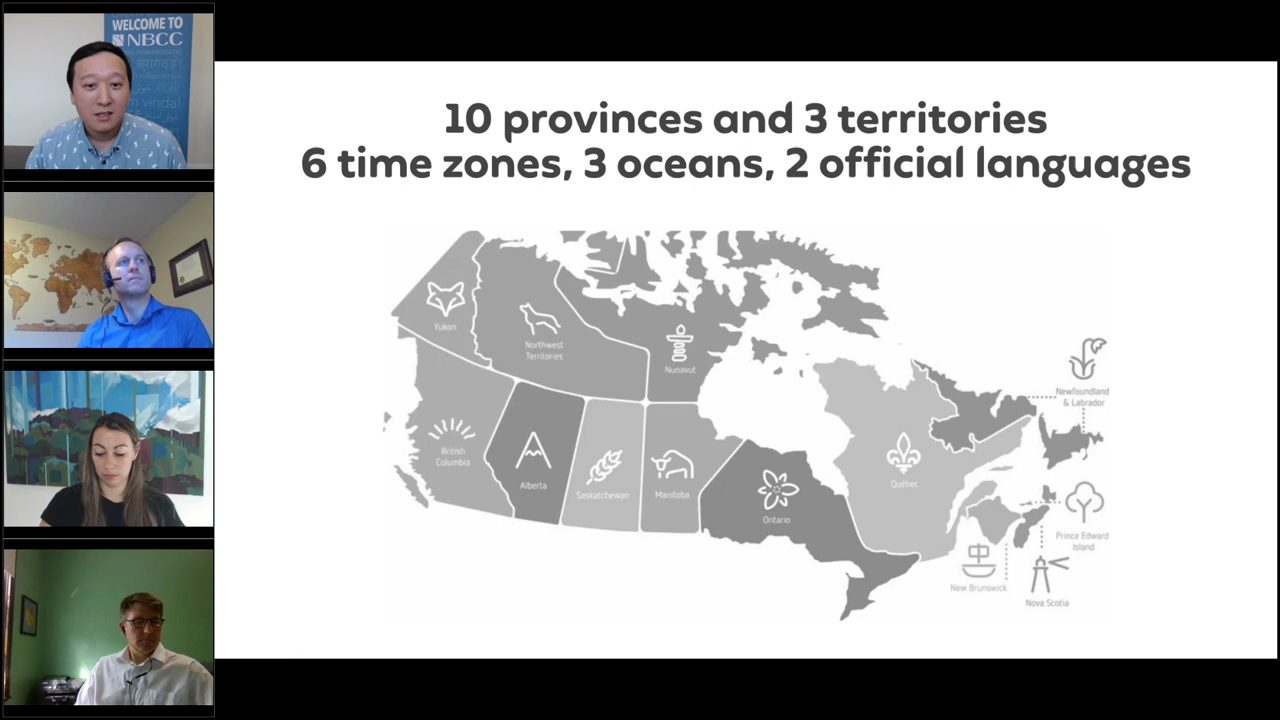 WELCOME TO
NBCC
10 provinces and 3 territories
6 time zones, 3 oceans, 2 official languages
Yukon
Northwest
Territories
Nunavut
Newfoundland
& Labrador
British
Columbia
Alberta
Saskatchewan
Manitoba
Ontario
Québec
Prince Edward
Island
New Brunswick
Nova Scotia